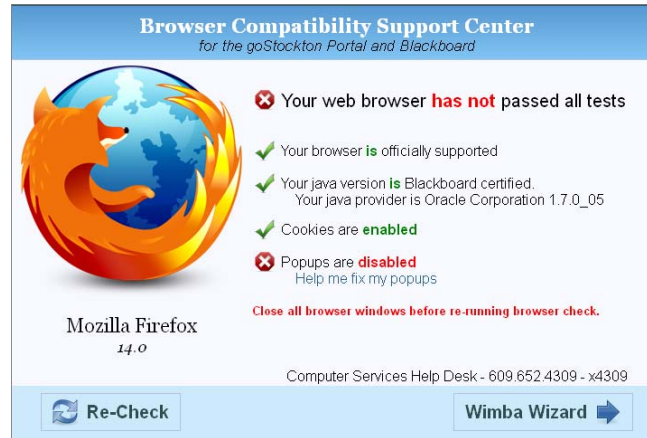 Browser Compatibility Support Center
for the goStockton Portal and Blackboard
Your web browser has not passed all tests
Your browser is officially supported
Your java version is Blackboard certified.
Your java provider is Oracle Corporation 1.7.0_05
Cookies are enabled
Popups are disabled
Help me fix my popups
Close all browser windows before re-running browser check.
Mozilla Firefox
14.0
Computer Services Help Desk - 609.652.4309 - x4309
Re-Check
Wimba Wizard